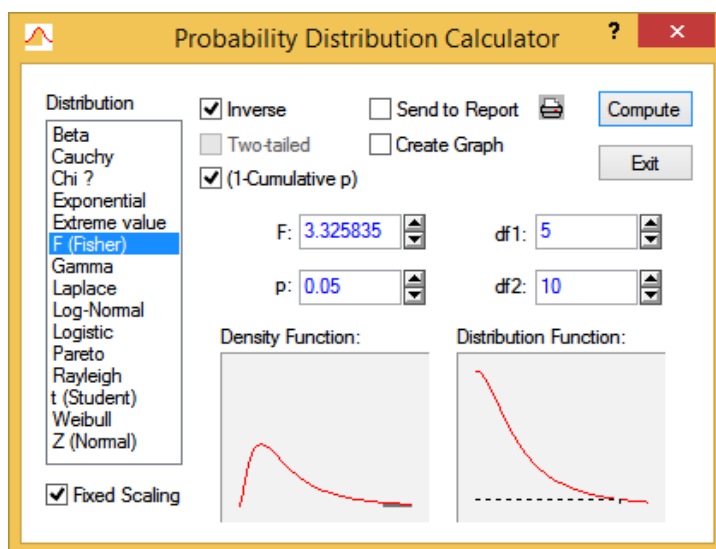 Probability Distribution Calculator ? ×
Distribution
Beta
Cauchy
Chi ?
Exponential
Extreme value
F (Fisher)
Gamma
Laplace
Log-Normal
Logistic
Pareto
Rayleigh
t (Student)
Weibull
Z (Normal)
Fixed Scaling
Inverse
Send to Report
Compute
Two-tailed
Create Graph
Exit
(1-Cumulative p)
F: 3.325835
df1: 5
p: 0.05
df2: 10
Density Function:
Distribution Function: